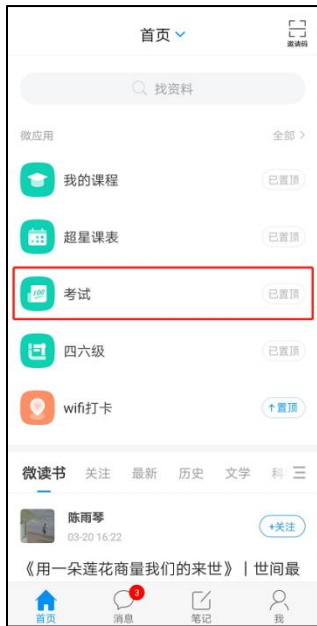 首页
邀请码
找资料
微应用 全部
我的课程 已置顶
超星课表 已置顶
100
考试 已置顶
四六级 已置顶
wifi打卡 ↑置顶
微读书 关注 最新 历史 文学 科
陈雨琴
03-20 16:22
+关注
《用一朵莲花商量我们的来世》｜世间最
3
首页 消息 笔记 我